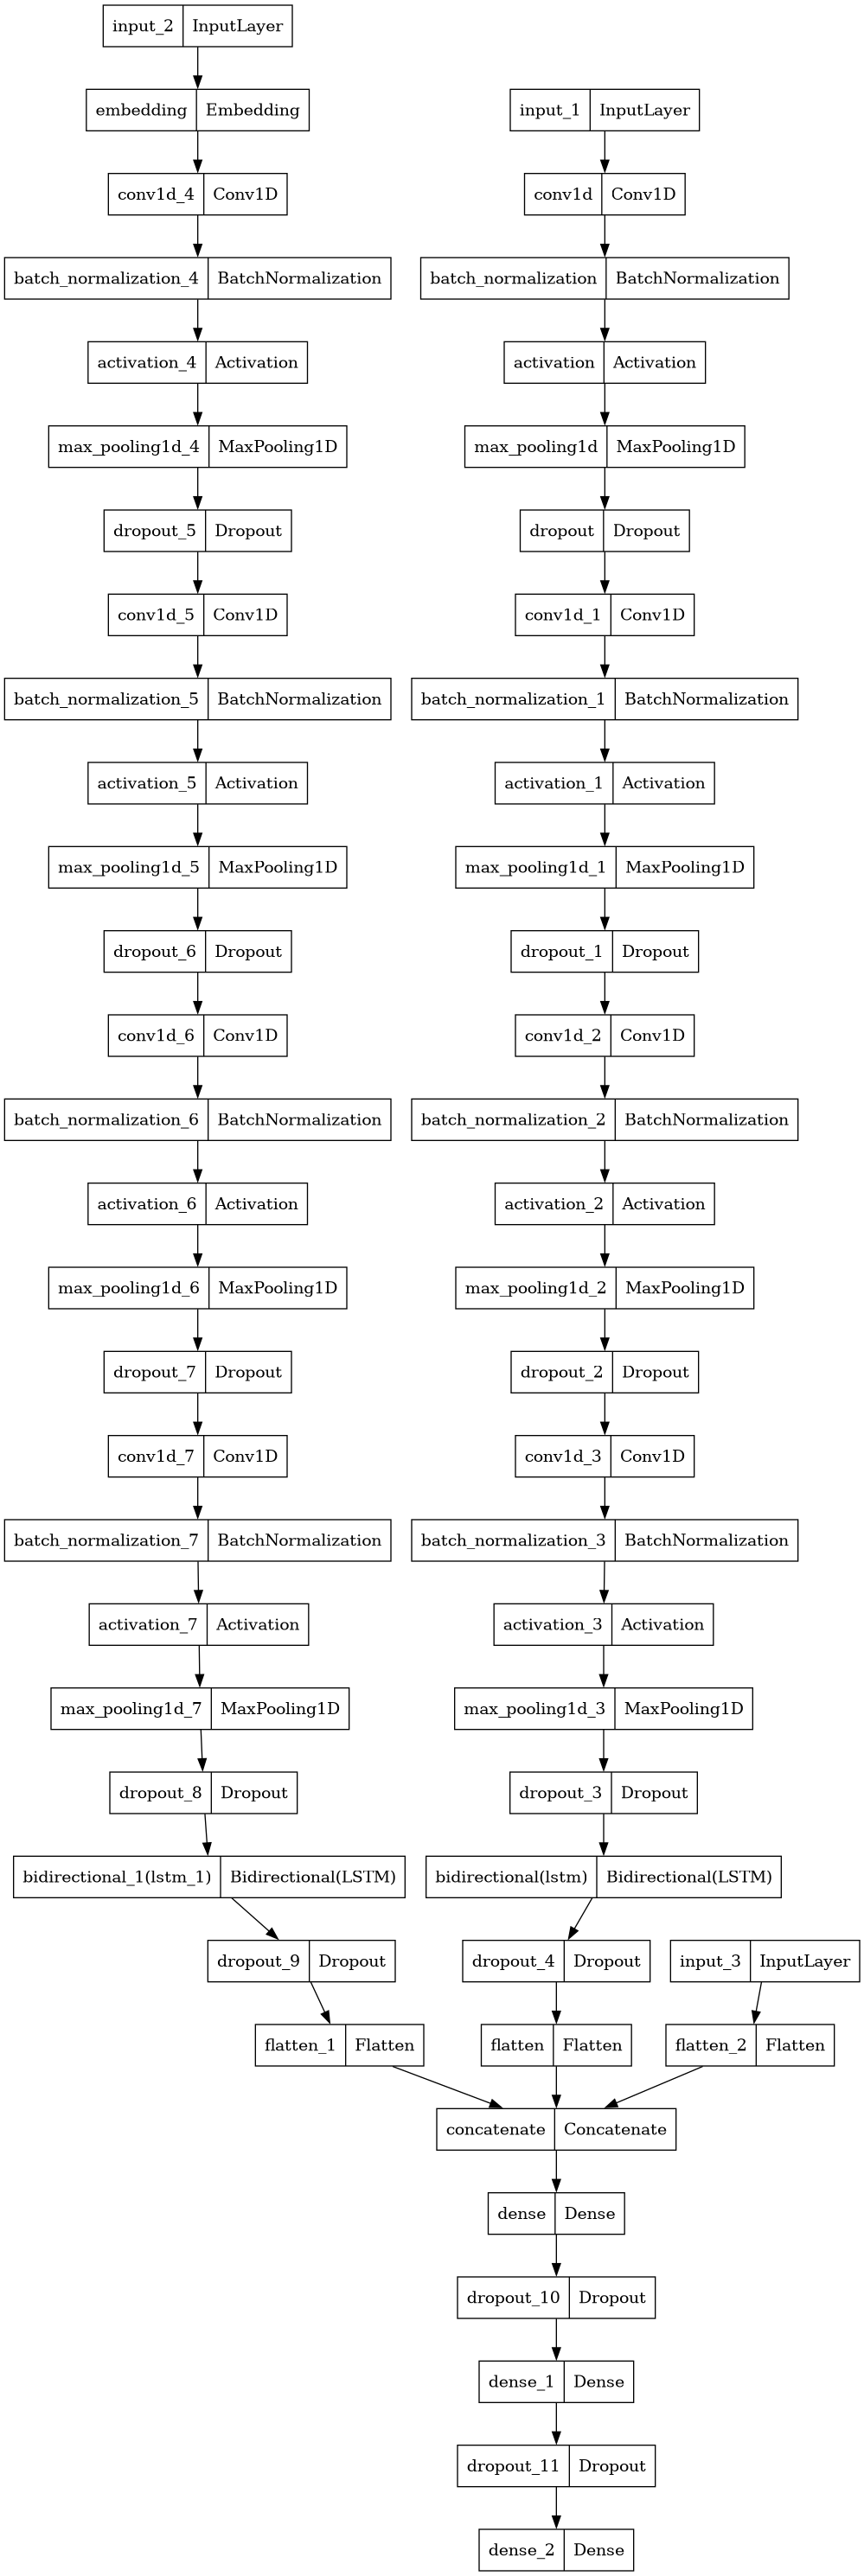 input_2 InputLayer
embedding Embedding
input_1 InputLayer
conv1d_4 Conv1D
conv1d Conv1D
batch_normalization_4 BatchNormalization
batch_normalization BatchNormalization
activation_4 Activation
activation Activation
max_pooling1d_4 MaxPooling1D
max_pooling1d MaxPooling1D
dropout_5 Dropout
dropout Dropout
conv1d_5 Conv1D
conv1d_1 Conv1D
batch_normalization_5 BatchNormalization
batch_normalization_1 BatchNormalization
activation_5 Activation
activation_1 Activation
max_pooling1d_5 MaxPooling1D
max_pooling1d_1 MaxPooling1D
dropout_6 Dropout
dropout_1 Dropout
conv1d_6 Conv1D
conv1d_2 Conv1D
batch_normalization_6 BatchNormalization
batch_normalization_2 BatchNormalization
activation_6 Activation
activation_2 Activation
max_pooling1d_6 MaxPooling1D
max_pooling1d_2 MaxPooling1D
dropout_7 Dropout
dropout_2 Dropout
conv1d_7 Conv1D
conv1d_3 Conv1D
batch_normalization_7 BatchNormalization
batch_normalization_3 BatchNormalization
activation_7 Activation
activation_3 Activation
max_pooling1d_7 MaxPooling1D
max_pooling1d_3 MaxPooling1D
dropout_8 Dropout
dropout_3 Dropout
bidirectional_1(lstm_1) Bidirectional(LSTM)
bidirectional(lstm) Bidirectional(LSTM)
dropout_9 Dropout
dropout_4 Dropout
input_3 InputLayer
flatten_1 Flatten
flatten Flatten
flatten_2 Flatten
concatenate Concatenate
dense Dense
dropout_10 Dropout
dense_1 Dense
dropout_11 Dropout
dense_2 Dense